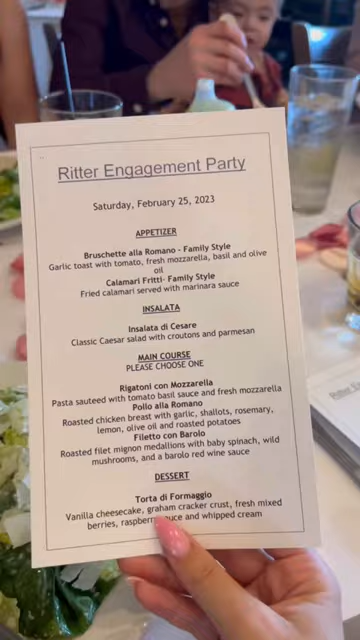 Ritter Engagement Party
Saturday, February 25, 2023
APPETIZER
Bruschette alla Romano - Family Style
Garlic toast with tomato, fresh mozzarella, basil and olive
oil
Calamari Fritti- Family Style
Fried calamari served with marinara sauce
INSALATA
Insalata di Cesare
Classic Caesar salad with croutons and parmesan
MAIN COURSE
PLEASE CHOOSE ONE
Rigatoni con Mozzarella
Pasta sauteed with tomato basil sauce and fresh mozzarella
Pollo alla Romano
Roasted chicken breast with garlic, shallots, rosemary,
lemon, olive oil and roasted potatoes
Filetto con Barolo
Roasted filet mignon medallions with baby spinach, wild
mushrooms, and a barolo red wine sauce
DESSERT
Torta di Formaggio
Vanilla cheesecake, graham cracker crust, fresh mixed
berries, raspberry sauce and whipped cream